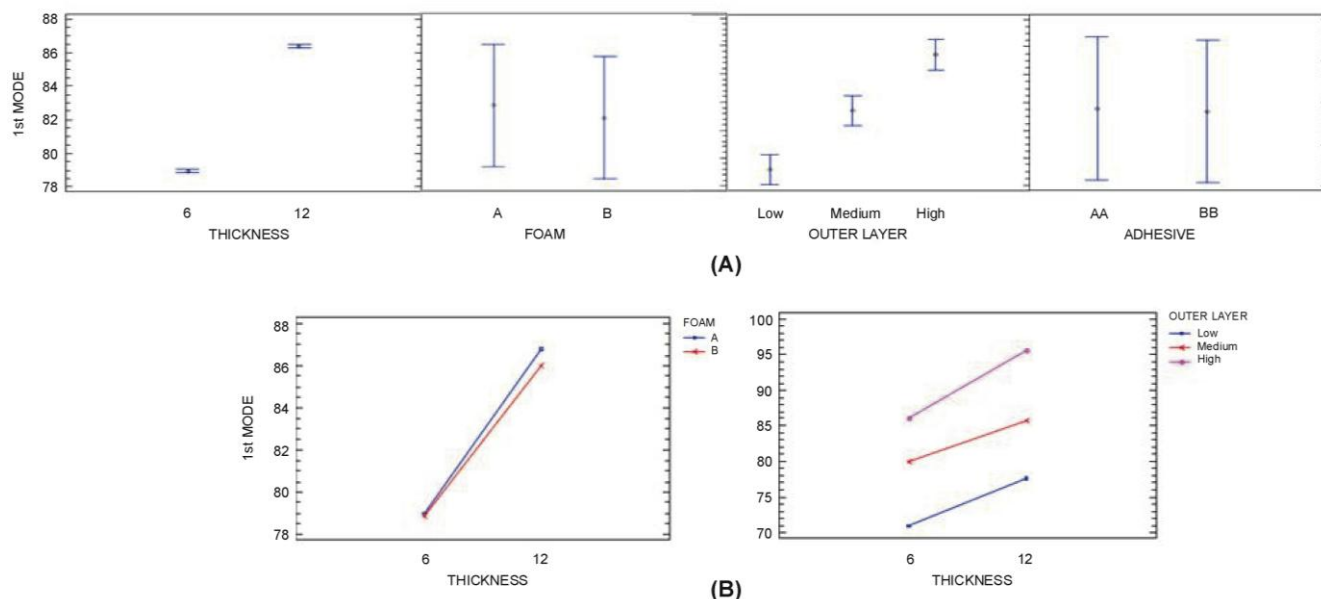 1st MODE
88
86
84
82
80
78
6 12
THICKNESS
A B
FOAM
Low Medium High
OUTER LAYER
AA BB
ADHESIVE
(A)
1st MODE
88
86
84
82
80
78
6 12
THICKNESS
FOAM
A
B
100
95
90
85
80
75
70
6 12
THICKNESS
OUTER LAYER
Low
Medium
High
(B)